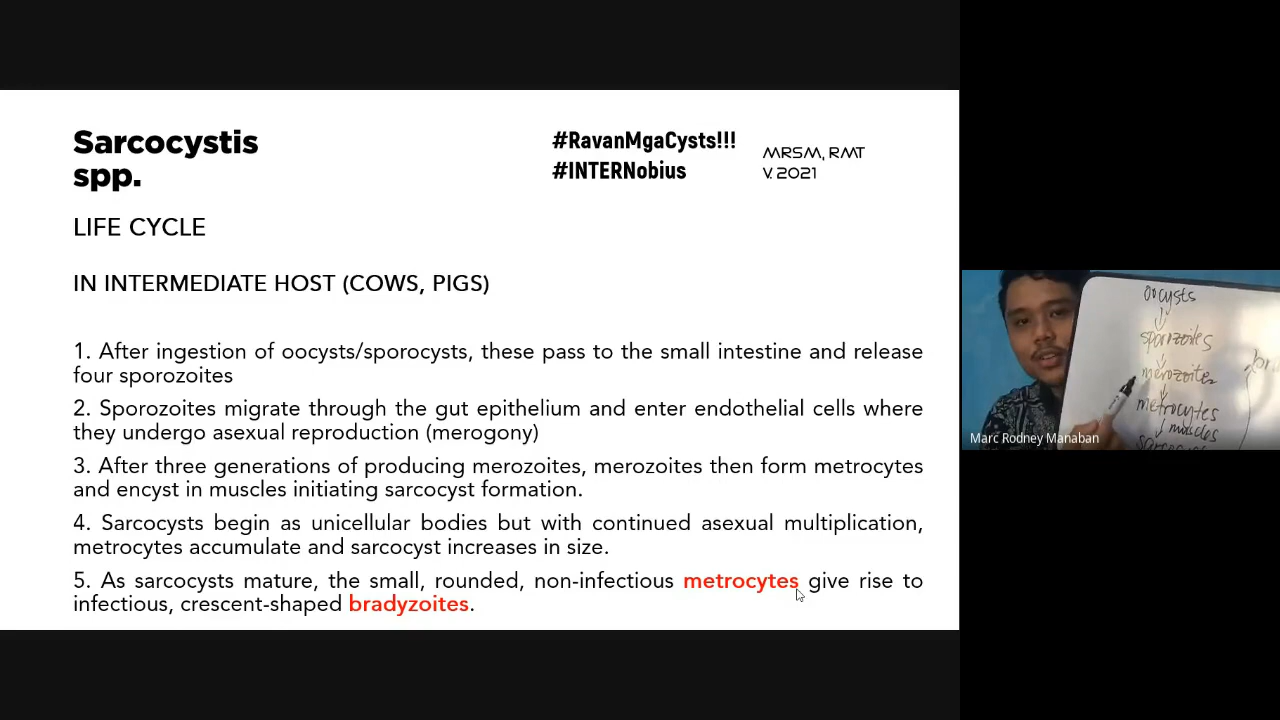 Sarcocystis
spp.
#RavanMgaCysts!!!
#INTERNobius
MRSM, RMT
V. 2021
LIFE CYCLE
IN INTERMEDIATE HOST (COWS, PIGS)
1. After ingestion of oocysts/sporocysts, these pass to the small intestine and release
four sporozoites
2. Sporozoites migrate through the gut epithelium and enter endothelial cells where
they undergo asexual reproduction (merogony)
3. After three generations of producing merozoites, merozoites then form metrocytes
and encyst in muscles initiating sarcocyst formation.
4. Sarcocysts begin as unicellular bodies but with continued asexual multiplication,
metrocytes accumulate and sarcocyst increases in size.
5. As sarcocysts mature, the small, rounded, non-infectious metrocytes give rise to
infectious, crescent-shaped bradyzoites.
oocysts
sporozoites
merozoites
metrocytes
muscles
Marc Rodney Manaban